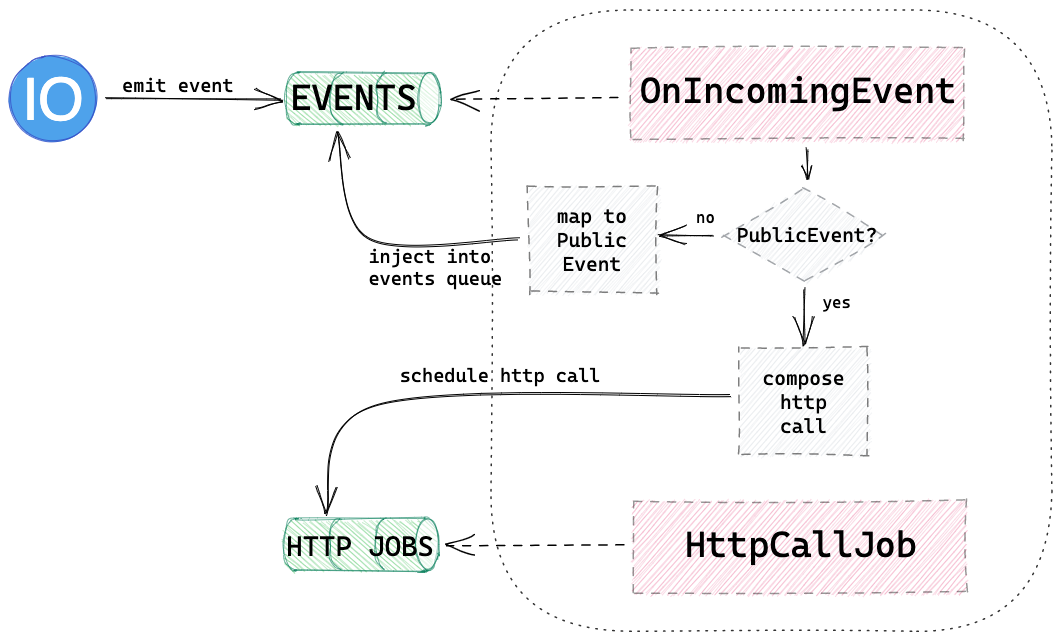 IO
emit event
EVENTS
OnIncomingEvent
map to
Public
Event
no
PublicEvent?
inject into
events queue
yes
schedule http call
compose
http
call
HTTP JOBS
HttpCallJob